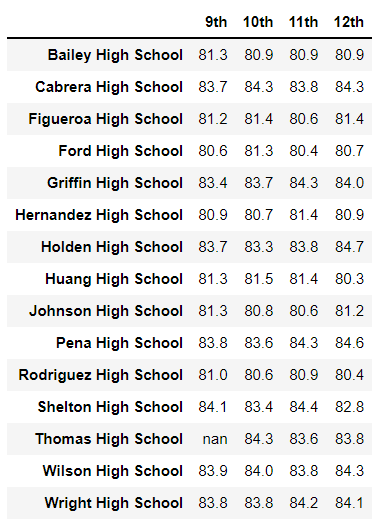 9th 10th 11th 12th
Bailey High School 81.3 80.9 80.9 80.9
Cabrera High School 83.7 84.3 83.8 84.3
Figueroa High School 81.2 81.4 80.6 81.4
Ford High School 80.6 81.3 80.4 80.7
Griffin High School 83.4 83.7 84.3 84.0
Hernandez High School 80.9 80.7 81.4 80.9
Holden High School 83.7 83.3 83.8 84.7
Huang High School 81.3 81.5 81.4 80.3
Johnson High School 81.3 80.8 80.6 81.2
Pena High School 83.8 83.6 84.3 84.6
Rodriguez High School 81.0 80.6 80.9 80.4
Shelton High School 84.1 83.4 84.4 82.8
Thomas High School nan 84.3 83.6 83.8
Wilson High School 83.9 84.0 83.8 84.3
Wright High School 83.8 83.8 84.2 84.1